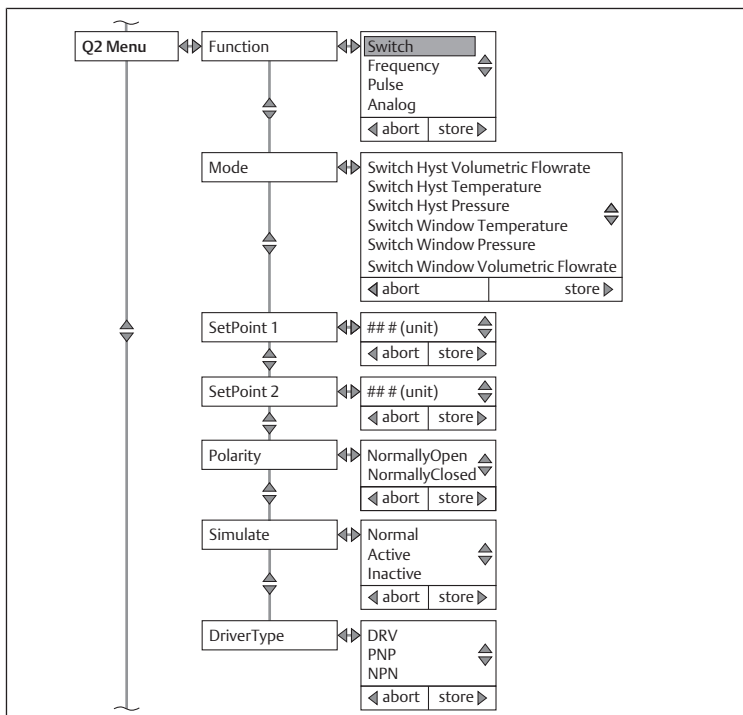 Q2 Menu
Function
Switch
Frequency
Pulse
Analog
abort store
Mode
Switch Hyst Volumetric Flowrate
Switch Hyst Temperature
Switch Hyst Pressure
Switch Window Temperature
Switch Window Pressure
Switch Window Volumetric Flowrate
abort store
SetPoint 1
## # (unit)
abort store
SetPoint 2
## # (unit)
abort store
Polarity
NormallyOpen
NormallyClosed
abort store
Simulate
Normal
Active
Inactive
abort store
DriverType
DRV
PNP
NPN
abort store